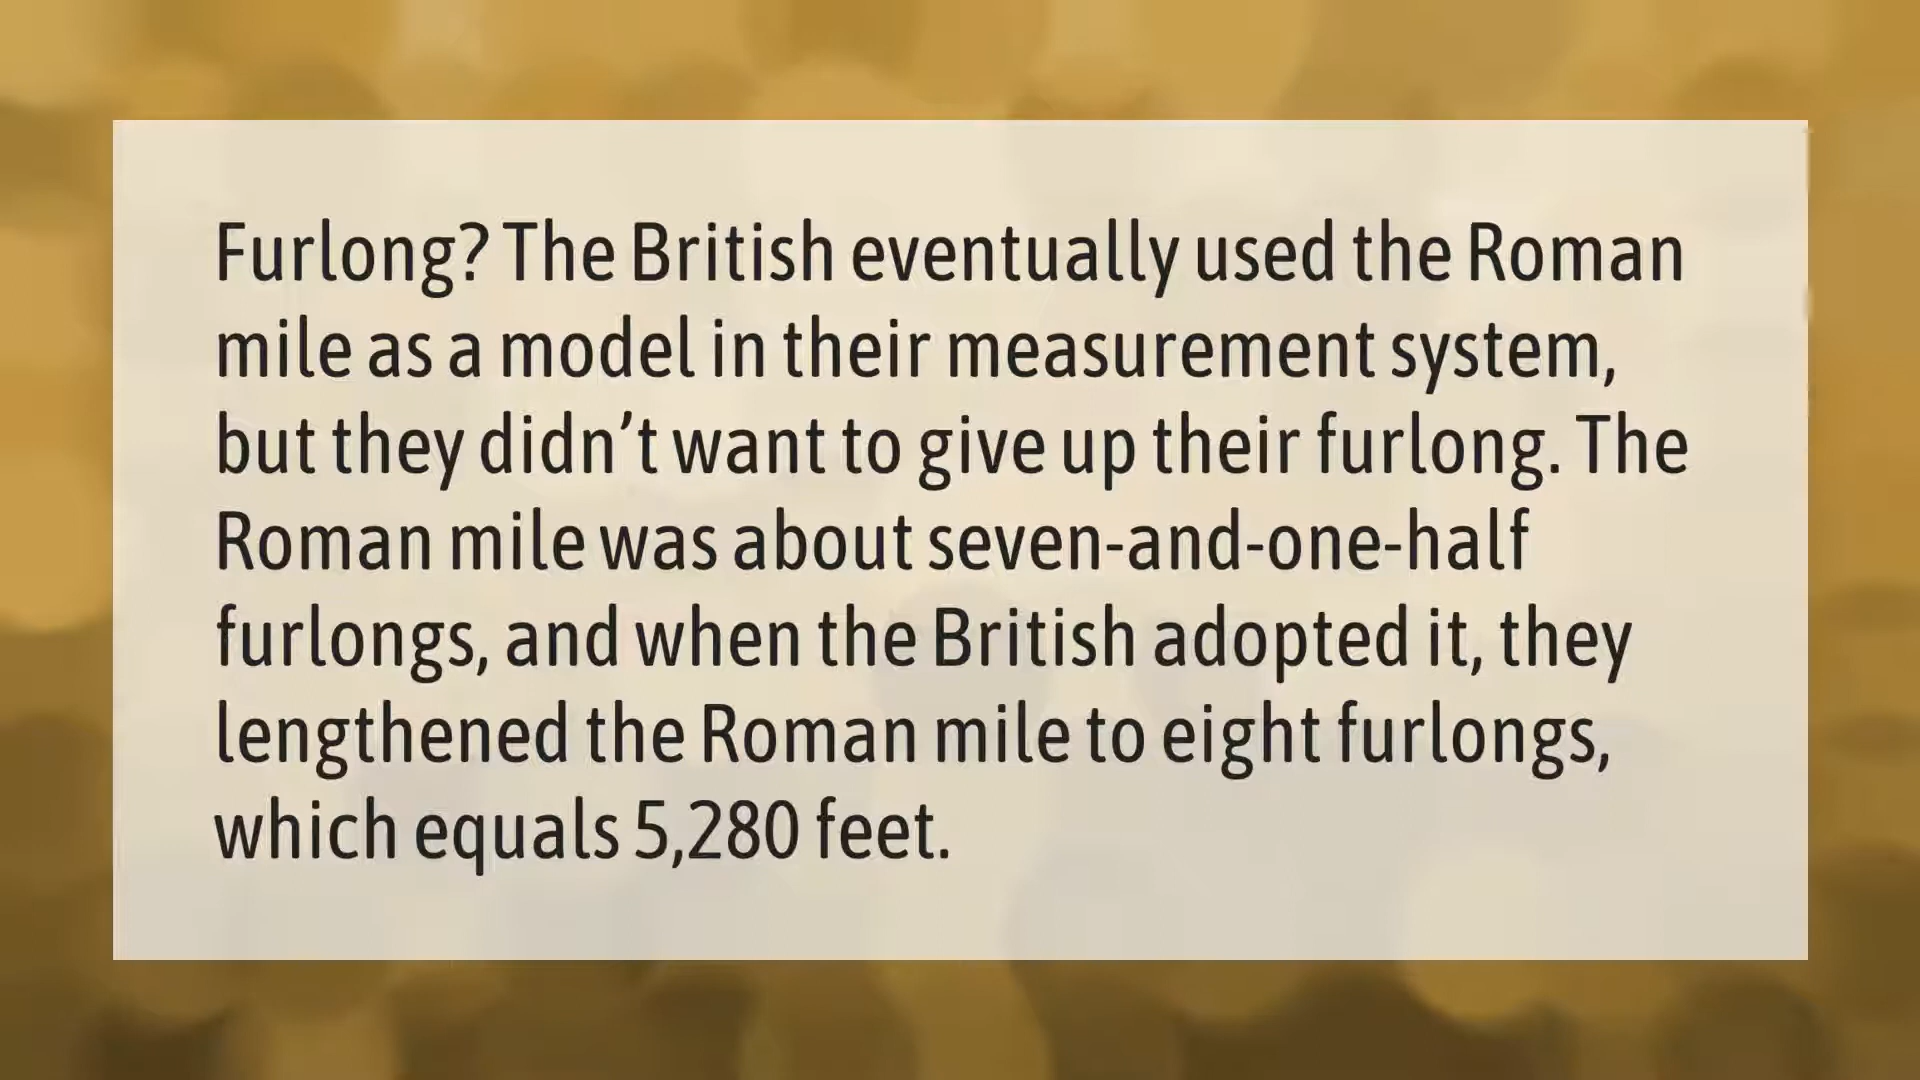 Furlong? The British eventually used the Roman
mile as a model in their measurement system,
but they didn’t want to give up their furlong. The
Roman mile was about seven-and-one-half
furlongs, and when the British adopted it, they
lengthened the Roman mile to eight furlongs,
which equals 5,280 feet.